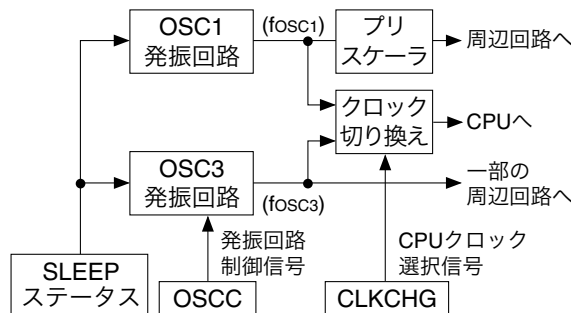 OSC1
発振回路
(fOSC1)
プリ
スケーラ
周辺回路へ
クロック
切り換え
CPUへ
OSC3
発振回路
(fOSC3)
一部の
周辺回路へ
発振回路
制御信号
CPUクロック
選択信号
SLEEP
ステータス
OSCC
CLKCHG